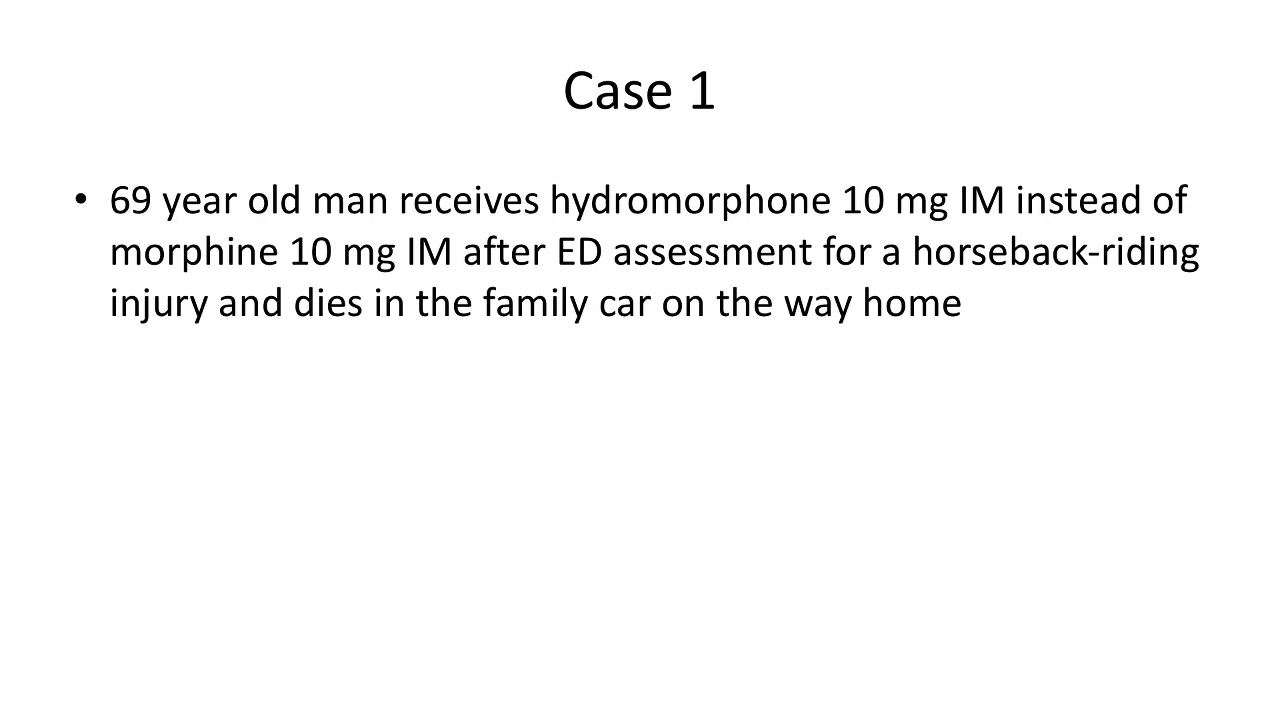 Case 1
• 69 year old man receives hydromorphone 10 mg IM instead of
morphine 10 mg IM after ED assessment for a horseback-riding
injury and dies in the family car on the way home